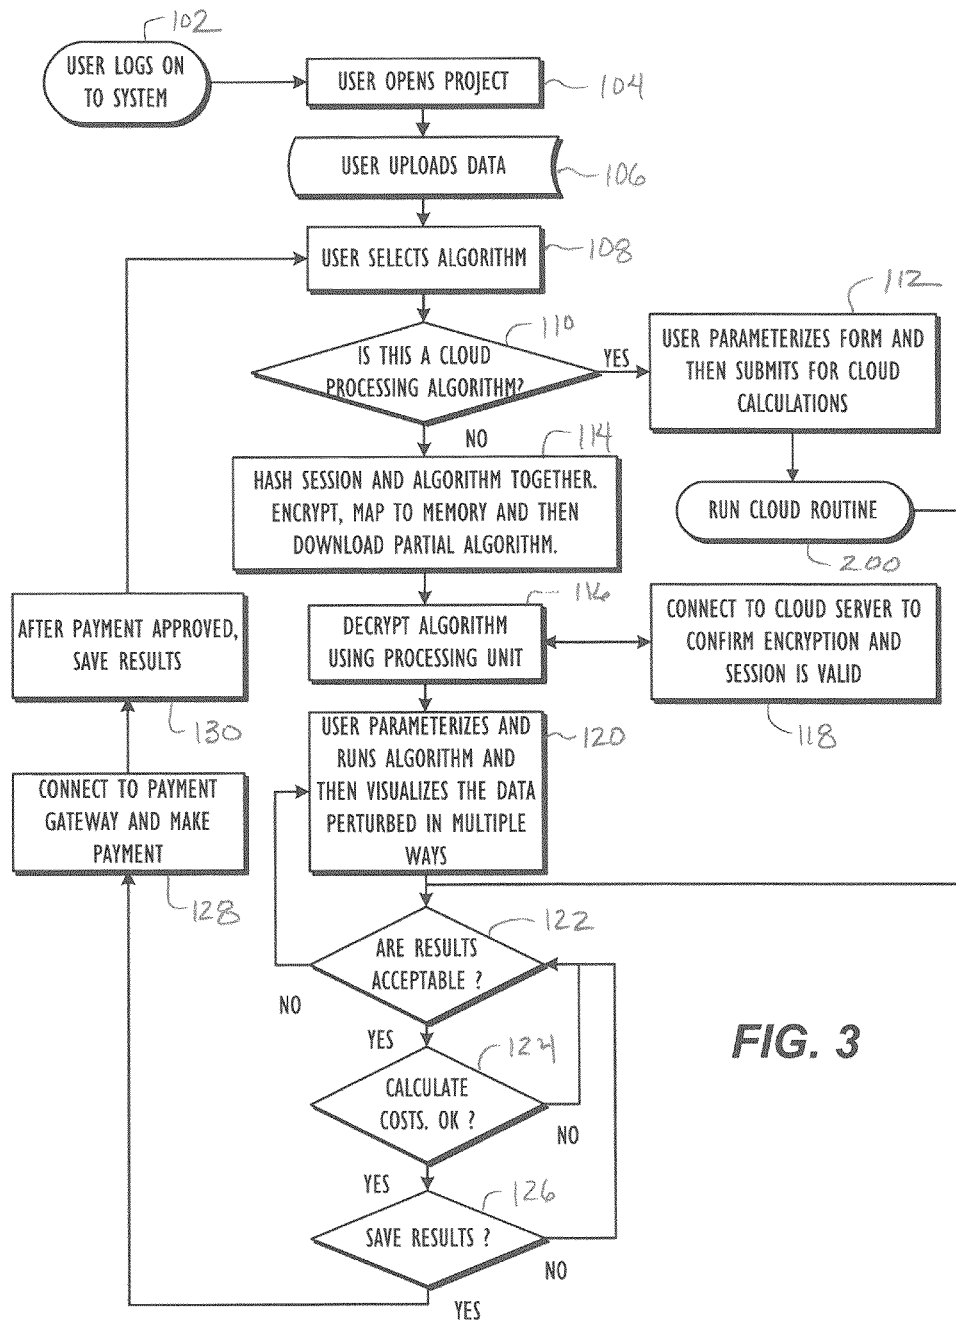 102
USER LOGS ON
TO SYSTEM
USER OPENS PROJECT
104
USER UPLOADS DATA
106
USER SELECTS ALGORITHM
108
110
IS THIS A CLOUD
PROCESSING ALGORITHM?
YES
NO
112
USER PARAMETERIZES FORM AND
THEN SUBMITS FOR CLOUD
CALCULATIONS
RUN CLOUD ROUTINE
200
114
HASH SESSION AND ALGORITHM TOGETHER.
ENCRYPT, MAP TO MEMORY AND THEN
DOWNLOAD PARTIAL ALGORITHM.
116
DECRYPT ALGORITHM
USING PROCESSING UNIT
CONNECT TO CLOUD SERVER TO
CONFIRM ENCRYPTION AND
SESSION IS VALID
118
USER PARAMETERIZES AND
RUNS ALGORITHM AND
THEN VISUALIZES THE DATA
PERTURBED IN MULTIPLE
WAYS
120
AFTER PAYMENT APPROVED,
SAVE RESULTS
130
CONNECT TO PAYMENT
GATEWAY AND MAKE
PAYMENT
128
122
ARE RESULTS
ACCEPTABLE ?
NO
YES
124
CALCULATE
COSTS. OK ?
NO
YES
126
SAVE RESULTS ?
NO
YES
FIG. 3